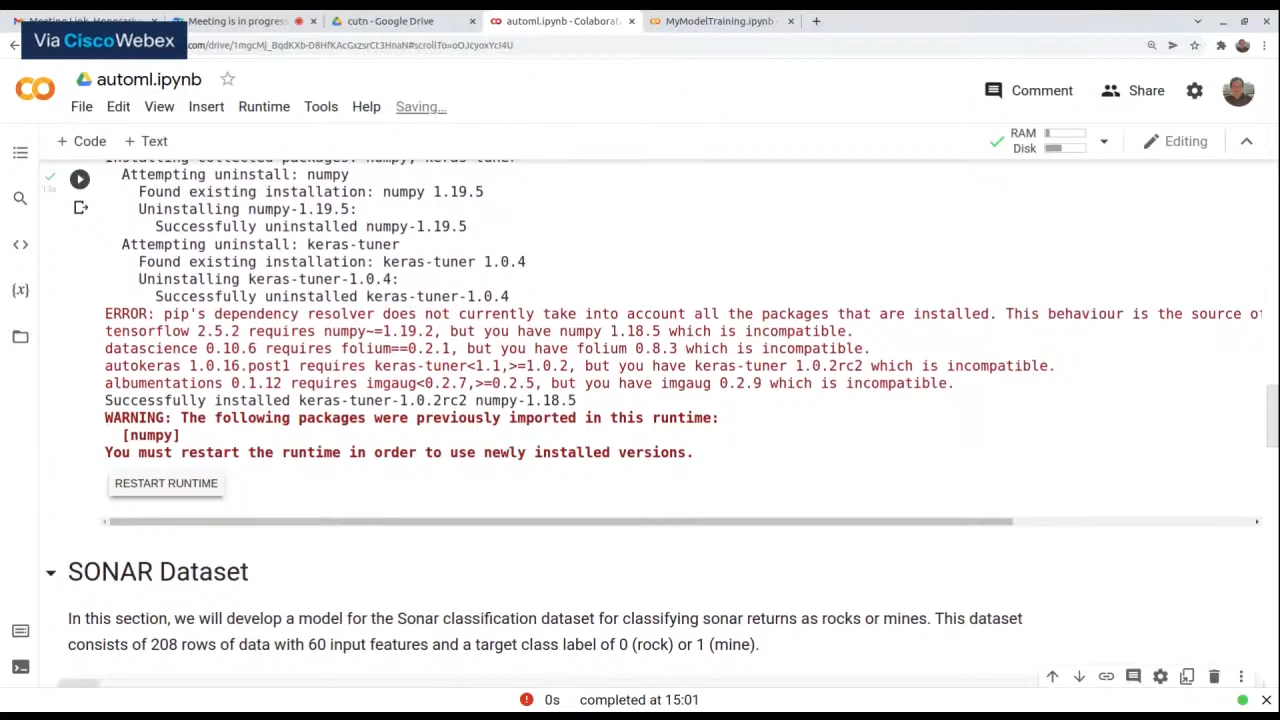 Meeting is in progress
cutn - Google Drive
automl.ipynb - Colaborat
MyModelTraining.ipynb -
Via CiscoWebex
automl.ipynb
File Edit View Insert Runtime Tools Help Saving...
Comment Share
+ Code + Text
RAM
Disk
Editing
Installing collected packages: numpy, keras-tuner
Attempting uninstall: numpy
Found existing installation: numpy 1.19.5
Uninstalling numpy-1.19.5:
Successfully uninstalled numpy-1.19.5
Attempting uninstall: keras-tuner
Found existing installation: keras-tuner 1.0.4
Uninstalling keras-tuner-1.0.4:
Successfully uninstalled keras-tuner-1.0.4
ERROR: pip's dependency resolver does not currently take into account all the packages that are installed. This behaviour is the source of
tensorflow 2.5.2 requires numpy~=1.19.2, but you have numpy 1.18.5 which is incompatible.
datascience 0.10.6 requires folium==0.2.1, but you have folium 0.8.3 which is incompatible.
autokeras 1.0.16.post1 requires keras-tuner<1.1,>=1.0.2, but you have keras-tuner 1.0.2rc2 which is incompatible.
albumentations 0.1.12 requires imgaug<0.2.7,>=0.2.5, but you have imgaug 0.2.9 which is incompatible.
Successfully installed keras-tuner-1.0.2rc2 numpy-1.18.5
WARNING: The following packages were previously imported in this runtime:
[numpy]
You must restart the runtime in order to use newly installed versions.
RESTART RUNTIME
SONAR Dataset
In this section, we will develop a model for the Sonar classification dataset for classifying sonar returns as rocks or mines. This dataset
consists of 208 rows of data with 60 input features and a target class label of 0 (rock) or 1 (mine).
0s completed at 15:01